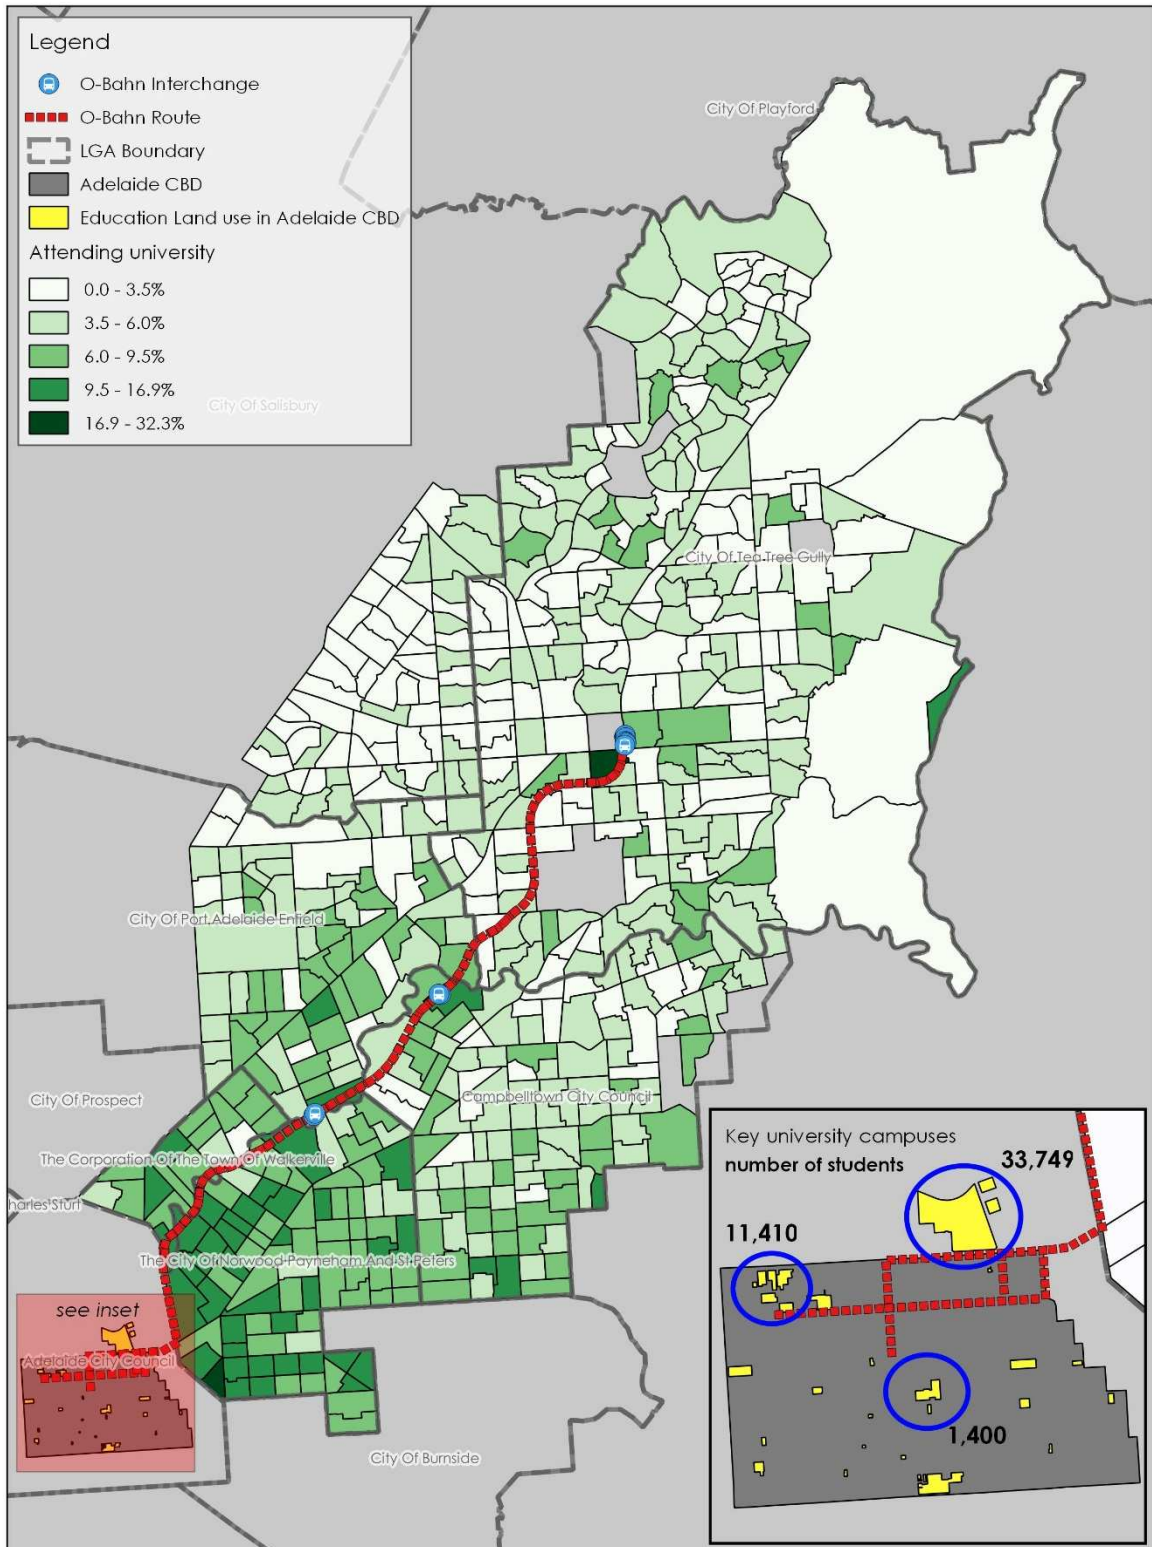 Legend
O-Bahn Interchange
O-Bahn Route
LGA Boundary
Adelaide CBD
Education Land use in Adelaide CBD
Attending university
0.0 - 3.5%
3.5 - 6.0%
6.0 - 9.5%
9.5 - 16.9%
16.9 - 32.3%
City Of Playford
City Of Salisbury
City Of Tea Tree Gully
City Of Port Adelaide Enfield
City Of Prospect
Campbelltown City Council
The Corporation Of The Town Of Walkerville
harles Sturt
The City Of Norwood Payneham And St Peters
see inset
Adelaide City Council
City Of Burnside
Key university campuses
number of students
33,749
11,410
1,400